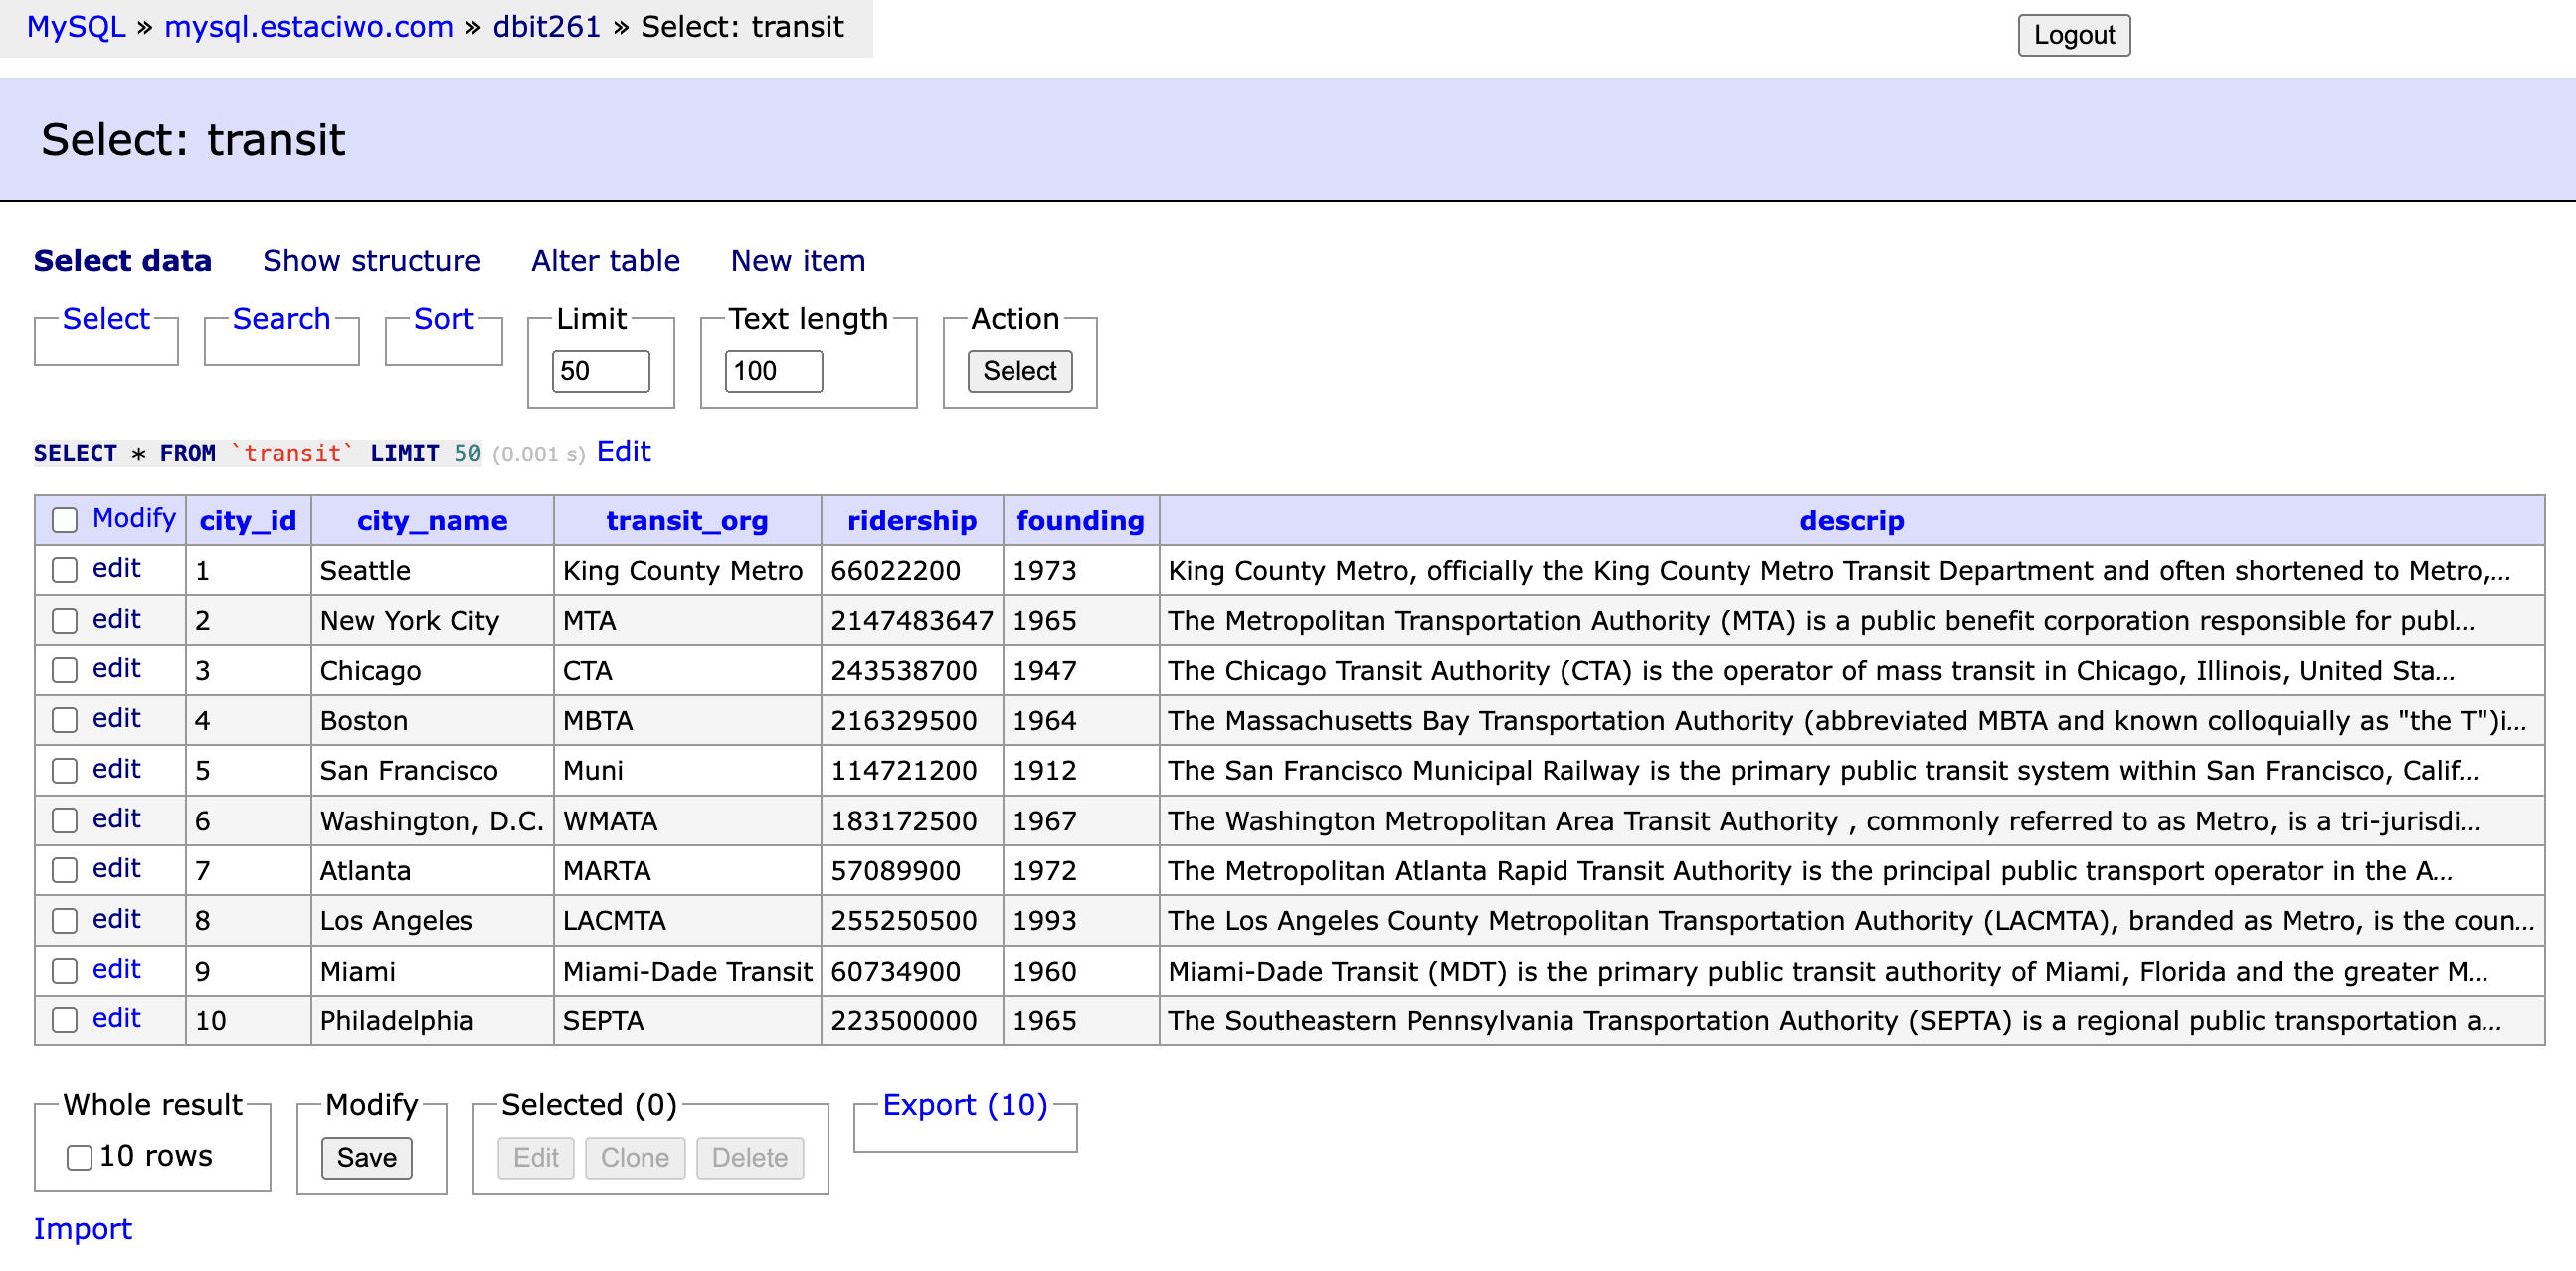 MySQL » mysql.estaciwo.com » dbit261 » Select: transit
Logout
Select: transit
Select data Show structure Alter table New item
Select Search Sort Limit Text length Action
50 100 Select
SELECT * FROM `transit` LIMIT 50 (0.001 s) Edit
Modify city_id city_name transit_org ridership founding descrip
edit 1 Seattle King County Metro 66022200 1973 King County Metro, officially the King County Metro Transit Department and often shortened to Metro,...
edit 2 New York City MTA 2147483647 1965 The Metropolitan Transportation Authority (MTA) is a public benefit corporation responsible for publ...
edit 3 Chicago CTA 243538700 1947 The Chicago Transit Authority (CTA) is the operator of mass transit in Chicago, Illinois, United Sta...
edit 4 Boston MBTA 216329500 1964 The Massachusetts Bay Transportation Authority (abbreviated MBTA and known colloquially as "the T")i...
edit 5 San Francisco Muni 114721200 1912 The San Francisco Municipal Railway is the primary public transit system within San Francisco, Calif...
edit 6 Washington, D.C. WMATA 183172500 1967 The Washington Metropolitan Area Transit Authority , commonly referred to as Metro, is a tri-jurisdi...
edit 7 Atlanta MARTA 57089900 1972 The Metropolitan Atlanta Rapid Transit Authority is the principal public transport operator in the A...
edit 8 Los Angeles LACMTA 255250500 1993 The Los Angeles County Metropolitan Transportation Authority (LACMTA), branded as Metro, is the coun...
edit 9 Miami Miami-Dade Transit 60734900 1960 Miami-Dade Transit (MDT) is the primary public transit authority of Miami, Florida and the greater M...
edit 10 Philadelphia SEPTA 223500000 1965 The Southeastern Pennsylvania Transportation Authority (SEPTA) is a regional public transportation a...
Whole result Modify Selected (0) Export (10)
10 rows Save Edit Clone Delete
Import